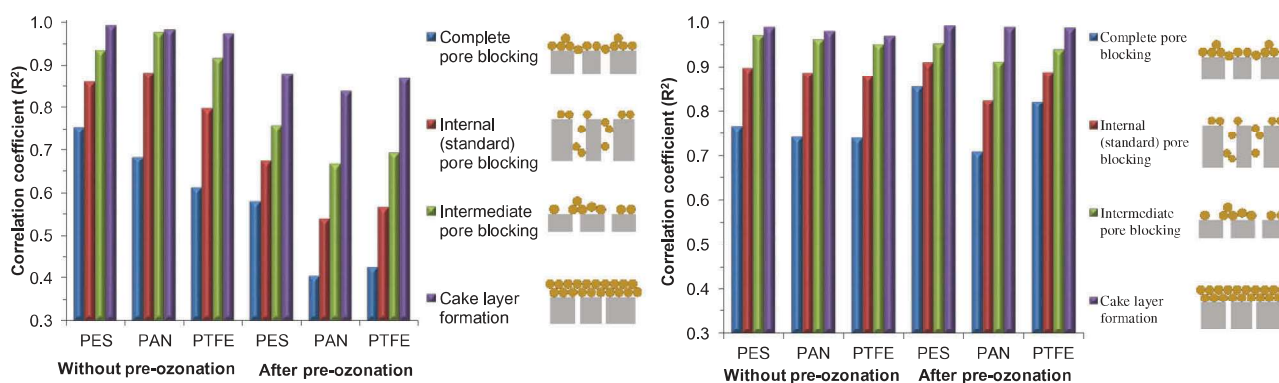 1.0
0.9
0.8
0.7
0.6
0.5
0.4
0.3
Correlation coefficient (R²)
PES PAN PTFE PES PAN PTFE
Without pre-ozonation After pre-ozonation
Complete
pore blocking
Internal
(standard)
pore blocking
Intermediate
pore blocking
Cake layer
formation
1.0
0.9
0.8
0.7
0.6
0.5
0.4
0.3
Correlation coefficient (R²)
PES PAN PTFE PES PAN PTFE
Without pre-ozonation After pre-ozonation
Complete pore
blocking
Internal
(standard) pore
blocking
Intermediate
pore blocking
Cake layer
formation